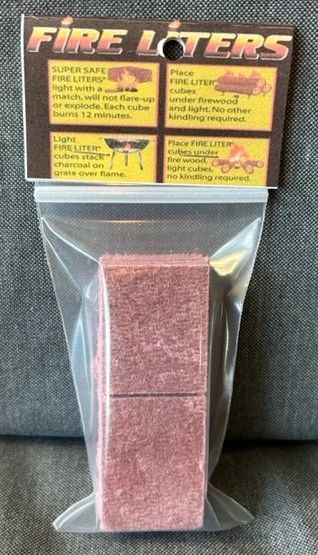 FIRE LITERS
SUPER SAFE
FIRE LITERS®
light with a
match, will not flare-up
or explode. Each cube
burns 12 minutes.
Place
FIRE LITER®
cubes
under firewood
and light. No other
kindling required.
Light
FIRE LITER®
cubes stack
charcoal on
grate over flame.
Place FIRE LITER®
cubes under
fire wood,
light cubes,
no kindling required.